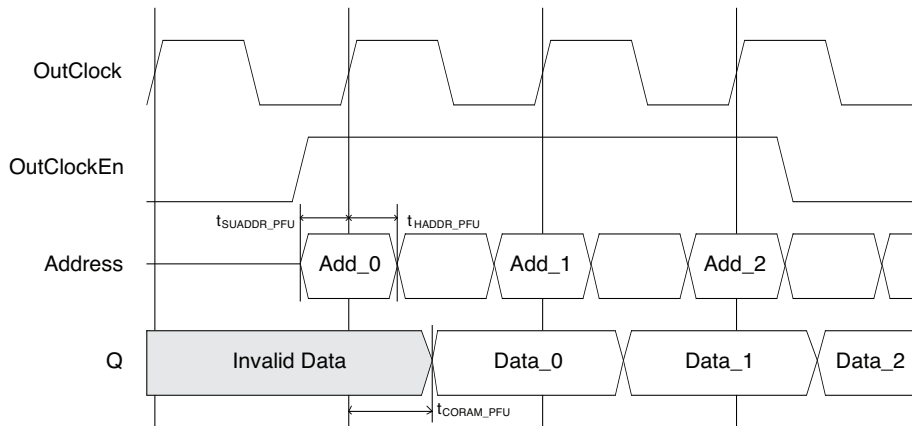 OutClock
OutClockEn
tSUADDR_PFU tHADDR_PFU
Address Add_0 Add_1 Add_2
Q Invalid Data Data_0 Data_1 Data_2
tCORAM_PFU